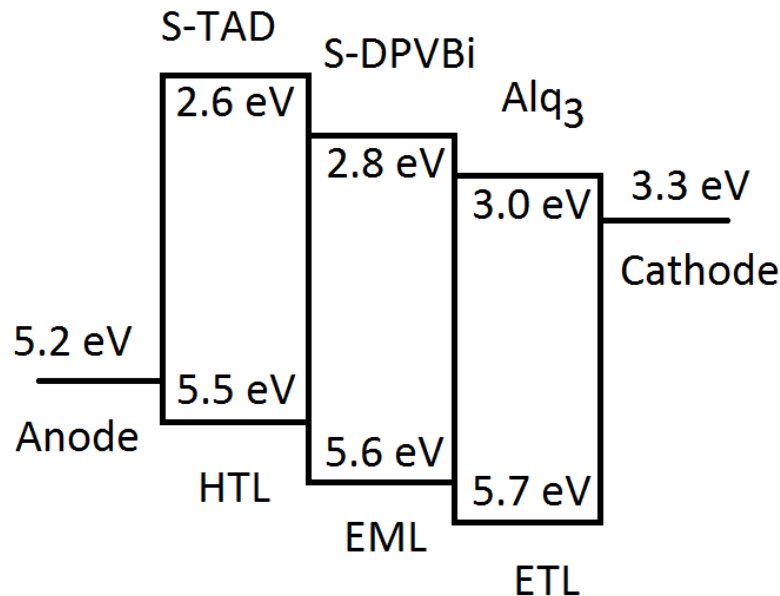 S-TAD
S-DPVBi
Alq3
2.6 eV
2.8 eV
3.0 eV
3.3 eV
Cathode
5.2 eV
Anode
5.5 eV
5.6 eV
5.7 eV
HTL
EML
ETL